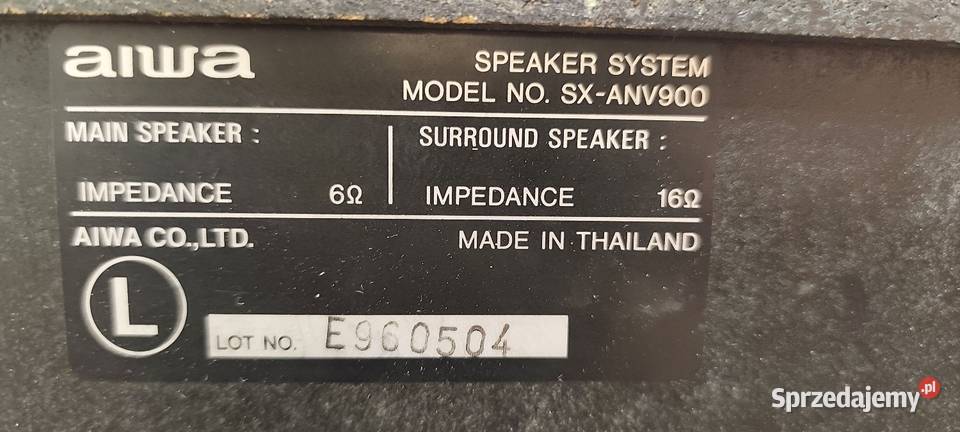 aiwa
SPEAKER SYSTEM
MODEL NO. SX-ANV900
MAIN SPEAKER :
SURROUND SPEAKER :
IMPEDANCE 6Ω
IMPEDANCE 16Ω
AIWA CO.,LTD.
MADE IN THAILAND
L
LOT NO. E960504
Sprzedajemy.pl